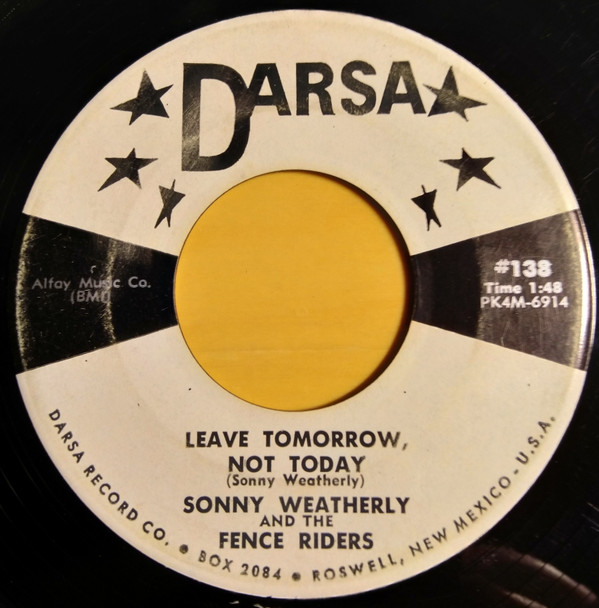 DARSA
Alfay Music Co.
(BMI)
#138
Time 1:48
PK4M-6914
LEAVE TOMORROW,
NOT TODAY
(Sonny Weatherly)
SONNY WEATHERLY
AND THE
FENCE RIDERS
DARSA RECORD CO. • BOX 2084 • ROSWELL, NEW MEXICO - U.S.A.